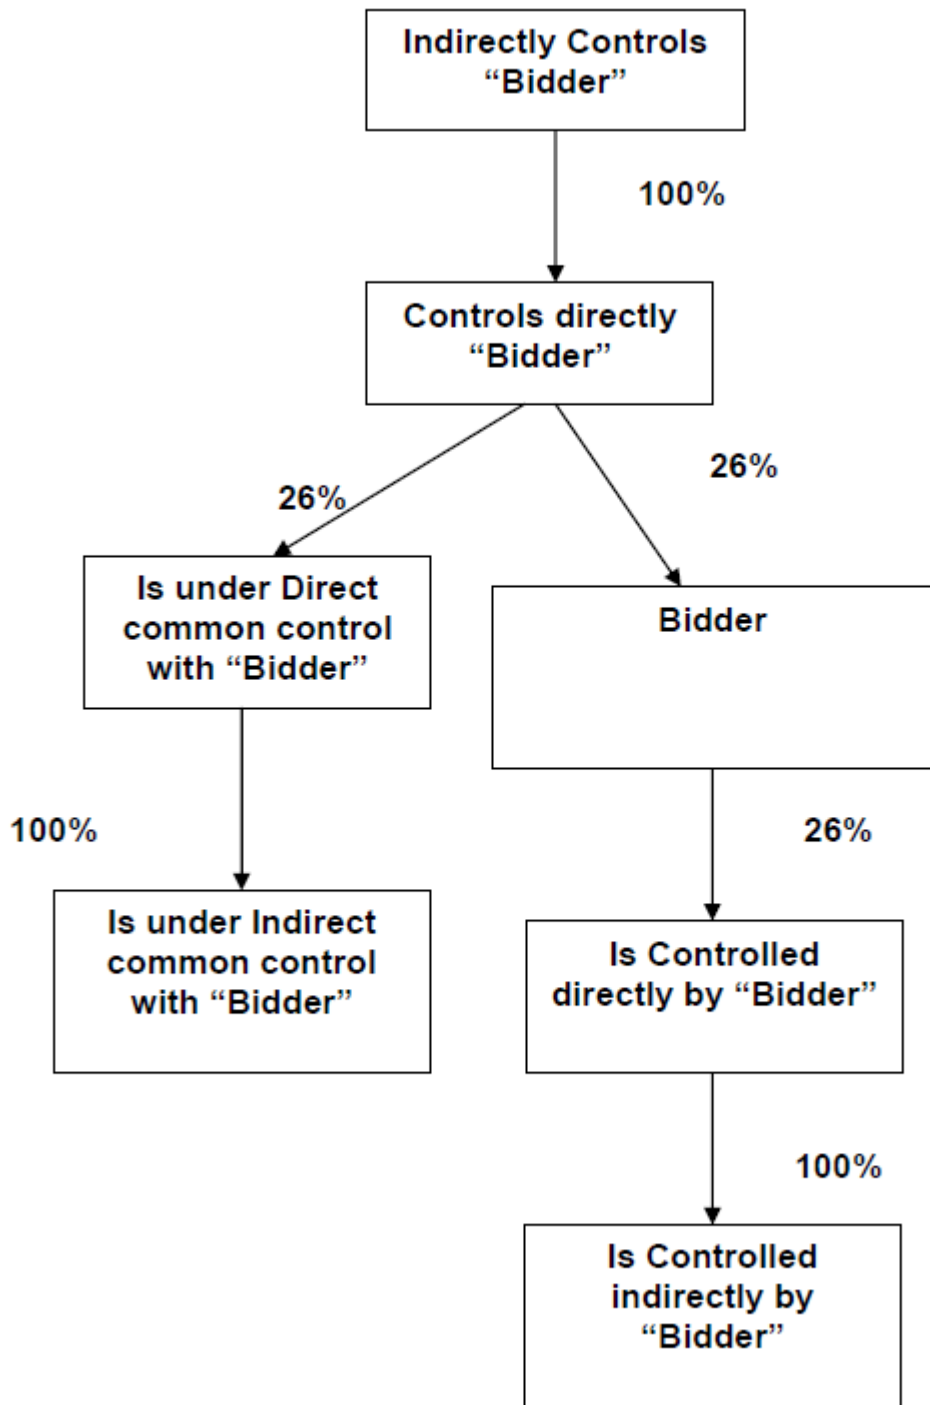 Indirectly Controls
“Bidder”
100%
Controls directly
“Bidder”
26%
26%
Is under Direct
common control
with “Bidder”
Bidder
100%
26%
Is under Indirect
common control
with “Bidder”
Is Controlled
directly by “Bidder”
100%
Is Controlled
indirectly by
“Bidder”